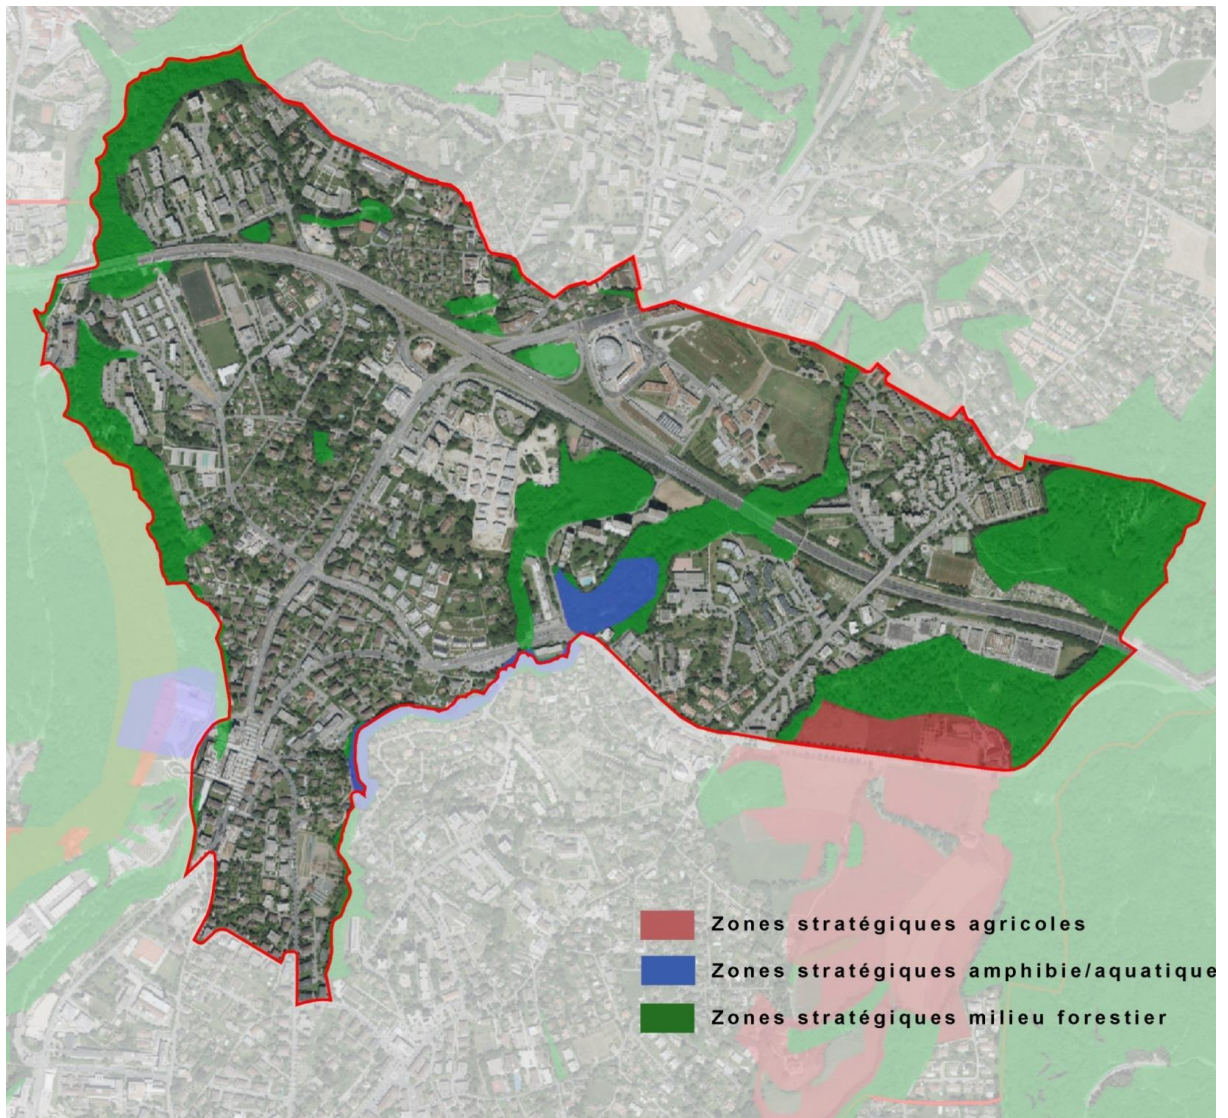 Zones stratégiques agricoles
Zones stratégiques amphibie/aquatique
Zones stratégiques milieu forestier